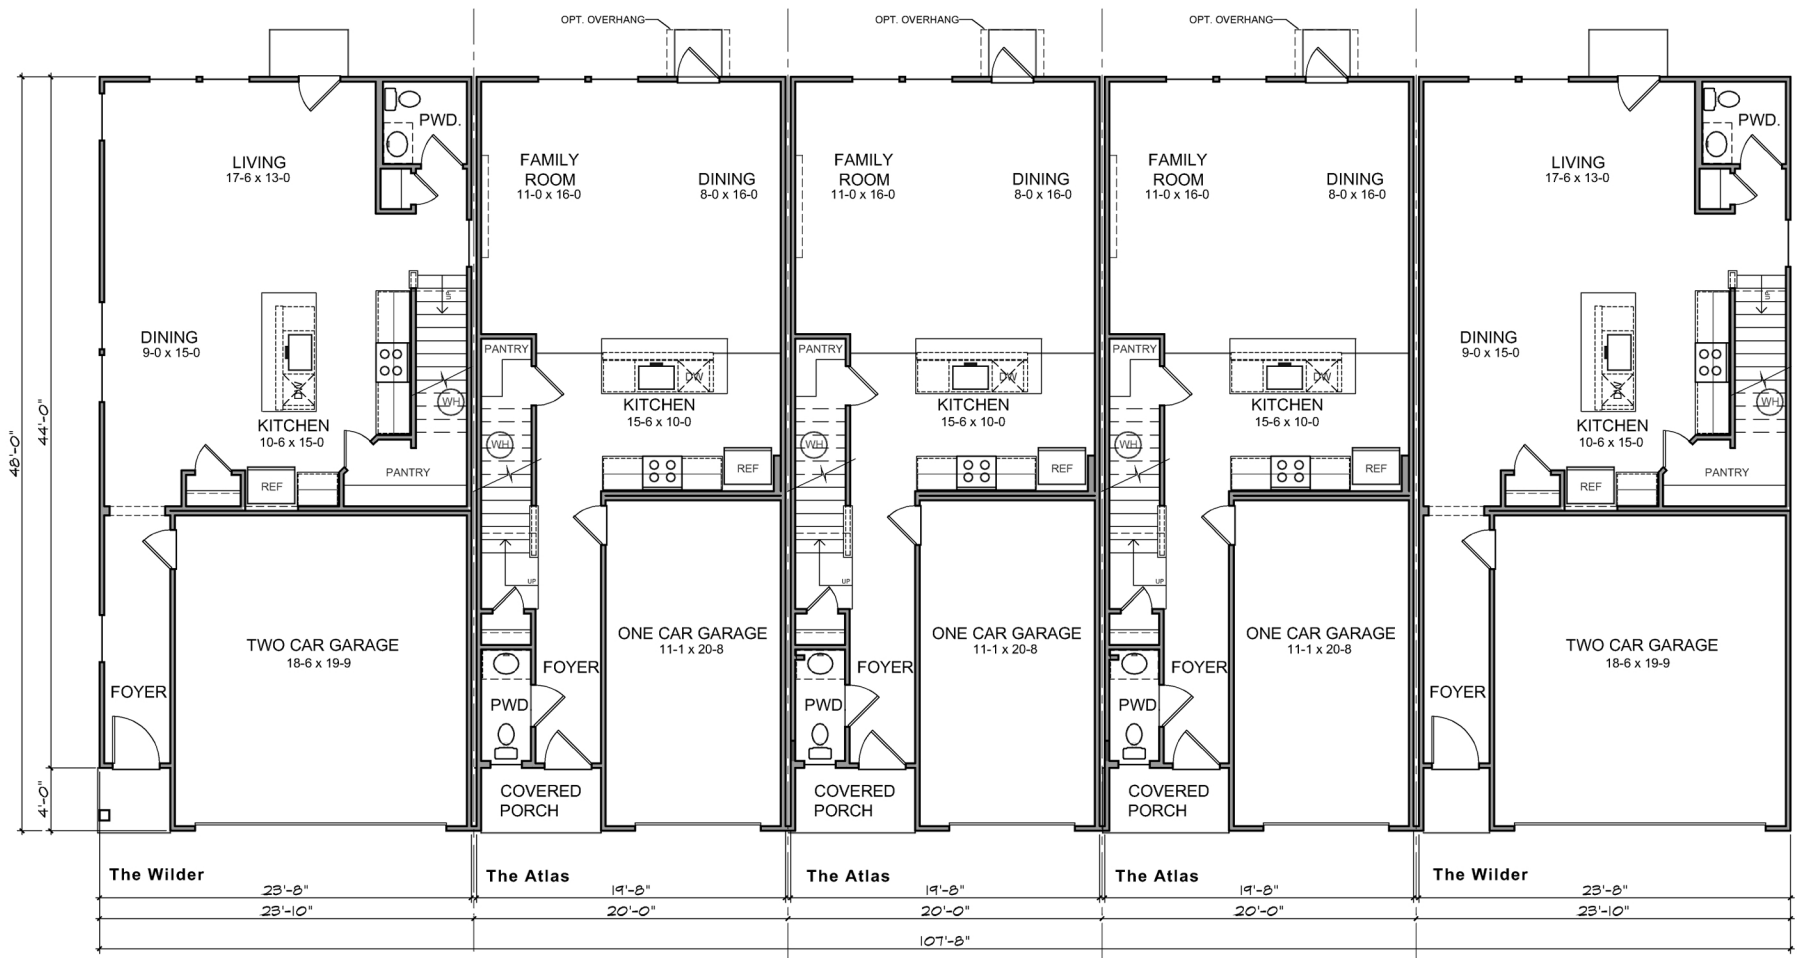 OPT. OVERHANG
OPT. OVERHANG
OPT. OVERHANG
PWD.
LIVING
17-6 x 13-0
UP
DINING
9-0 x 15-0
WH
KITCHEN
10-6 x 15-0
PANTRY
REF
TWO CAR GARAGE
18-6 x 19-9
FOYER
FAMILY
ROOM
11-0 x 16-0
DINING
8-0 x 16-0
PANTRY
DW
KITCHEN
15-6 x 10-0
WH
REF
UP
ONE CAR GARAGE
11-1 x 20-8
FOYER
PWD
COVERED
PORCH
FAMILY
ROOM
11-0 x 16-0
DINING
8-0 x 16-0
PANTRY
DW
KITCHEN
15-6 x 10-0
WH
REF
UP
ONE CAR GARAGE
11-1 x 20-8
FOYER
PWD
COVERED
PORCH
FAMILY
ROOM
11-0 x 16-0
DINING
8-0 x 16-0
PANTRY
DW
KITCHEN
15-6 x 10-0
WH
REF
UP
ONE CAR GARAGE
11-1 x 20-8
FOYER
PWD
COVERED
PORCH
PWD.
LIVING
17-6 x 13-0
UP
DINING
9-0 x 15-0
WH
KITCHEN
10-6 x 15-0
PANTRY
REF
TWO CAR GARAGE
18-6 x 19-9
FOYER
48'-0"
44'-0"
4'-0"
The Wilder
The Atlas
The Atlas
The Atlas
The Wilder
23'-8"
19'-8"
19'-8"
19'-8"
23'-8"
23'-10"
20'-0"
20'-0"
20'-0"
23'-10"
107'-8"